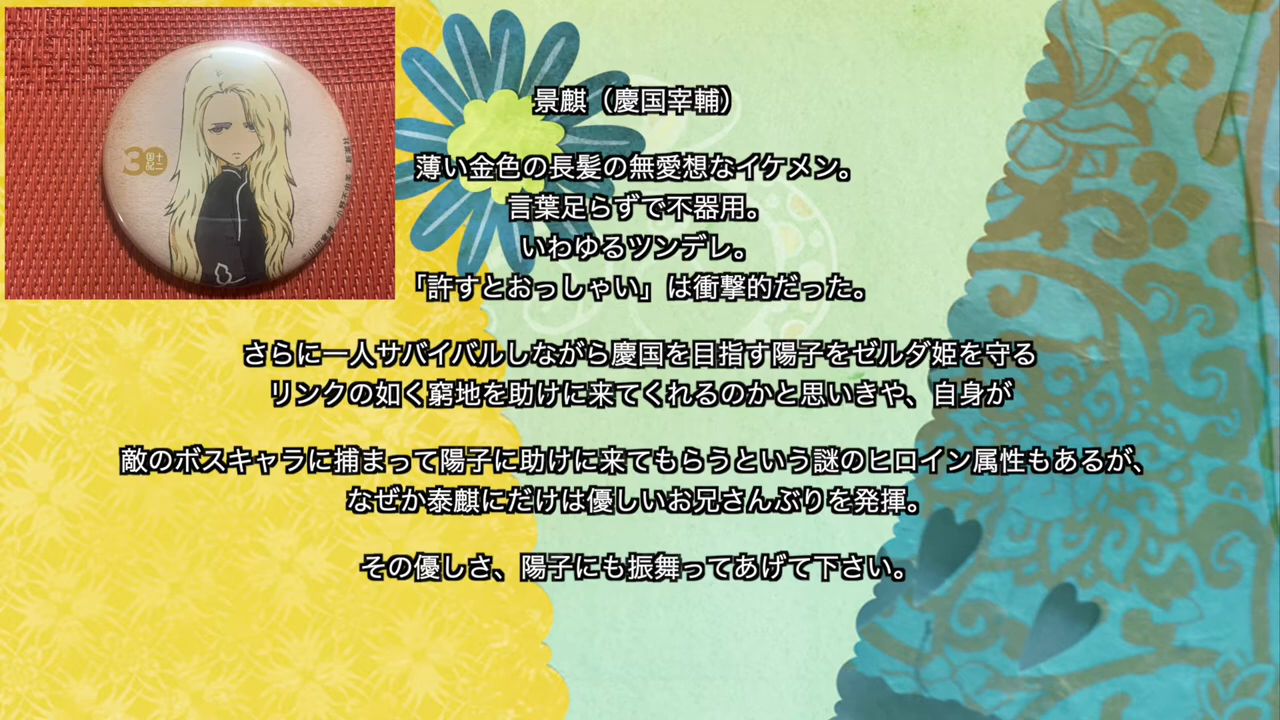 景麒（慶国宰輔）
薄い金色の長髪の無愛想なイケメン。
言葉足らずで不器用。
いわゆるツンデレ。
「許すとおっしゃい」は衝撃的だった。
さらに一人サバイバルしながら慶国を目指す陽子をゼルダ姫を守る
リンクの如く窮地を助けに来てくれるのかと思いきや、自身が
敵のボスキャラに捕まって陽子に助けに来てもらうという謎のヒロイン属性もあるが、
なぜか泰麒にだけは優しいお兄さんぶりを発揮。
その優しさ、陽子にも振舞ってあげて下さい。
30
十二
国記